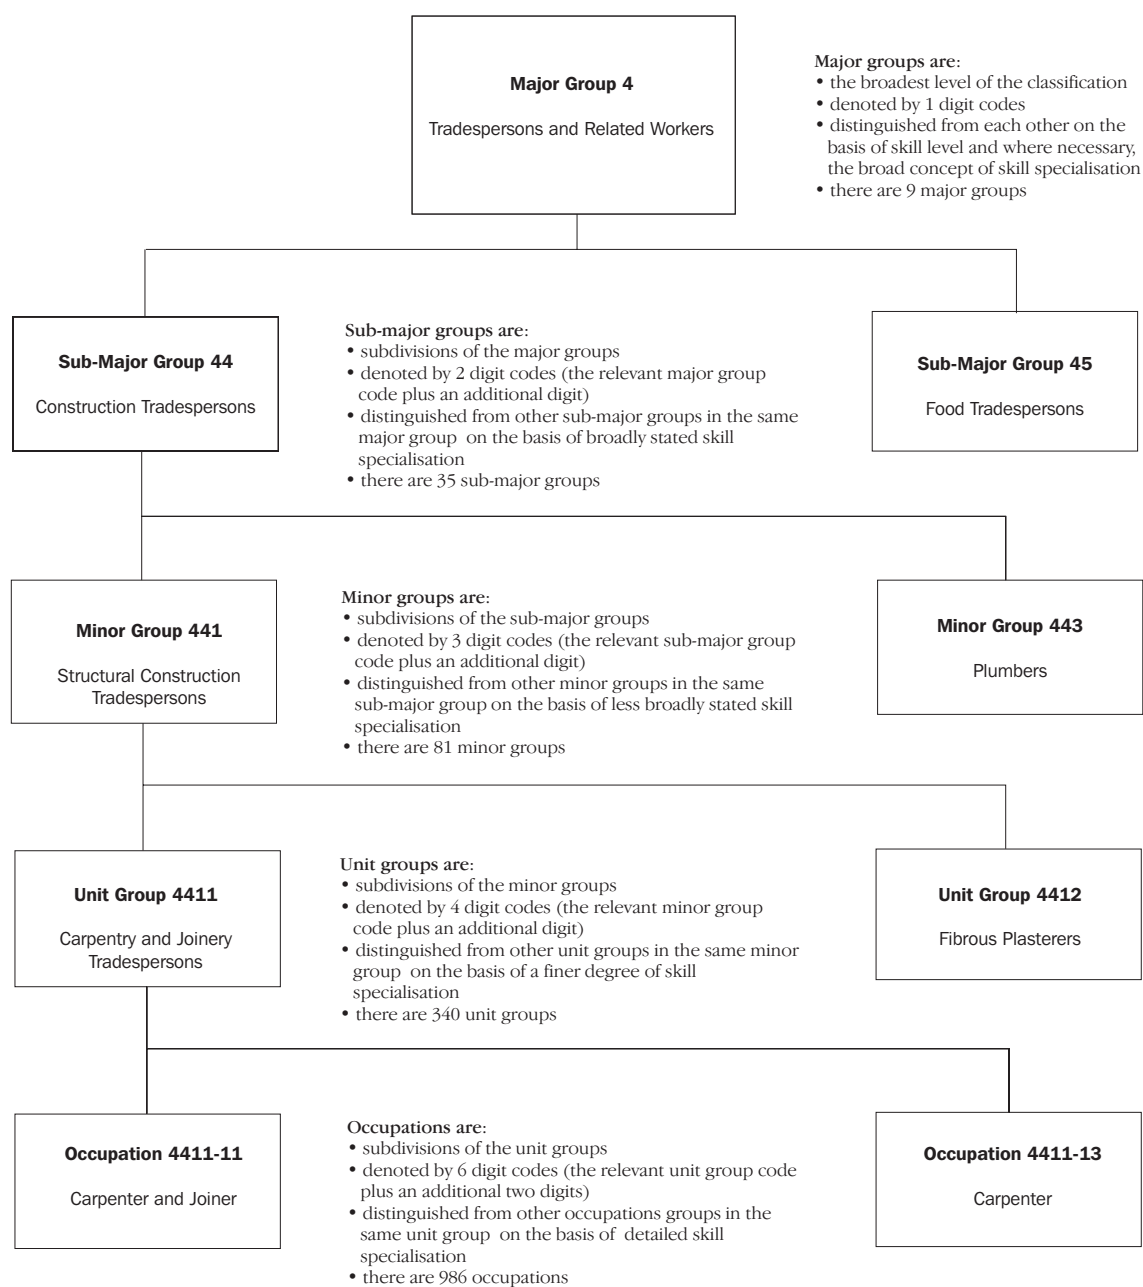 Major Group 4
Tradespersons and Related Workers
Major groups are:
• the broadest level of the classification
• denoted by 1 digit codes
• distinguished from each other on the
basis of skill level and where necessary,
the broad concept of skill specialisation
• there are 9 major groups
Sub-Major Group 44
Construction Tradespersons
Sub-major groups are:
• subdivisions of the major groups
• denoted by 2 digit codes (the relevant major group
code plus an additional digit)
• distinguished from other sub-major groups in the same
major group on the basis of broadly stated skill
specialisation
• there are 35 sub-major groups
Sub-Major Group 45
Food Tradespersons
Minor Group 441
Structural Construction
Tradespersons
Minor groups are:
• subdivisions of the sub-major groups
• denoted by 3 digit codes (the relevant sub-major group
code plus an additional digit)
• distinguished from other minor groups in the same
sub-major group on the basis of less broadly stated skill
specialisation
• there are 81 minor groups
Minor Group 443
Plumbers
Unit Group 4411
Carpentry and Joinery
Tradespersons
Unit groups are:
• subdivisions of the minor groups
• denoted by 4 digit codes (the relevant minor group
code plus an additional digit)
• distinguished from other unit groups in the same minor
group on the basis of a finer degree of skill
specialisation
• there are 340 unit groups
Unit Group 4412
Fibrous Plasterers
Occupation 4411-11
Carpenter and Joiner
Occupations are:
• subdivisions of the unit groups
• denoted by 6 digit codes (the relevant unit group code
plus an additional two digits)
• distinguished from other occupations groups in the
same unit group on the basis of detailed skill
specialisation
• there are 986 occupations
Occupation 4411-13
Carpenter